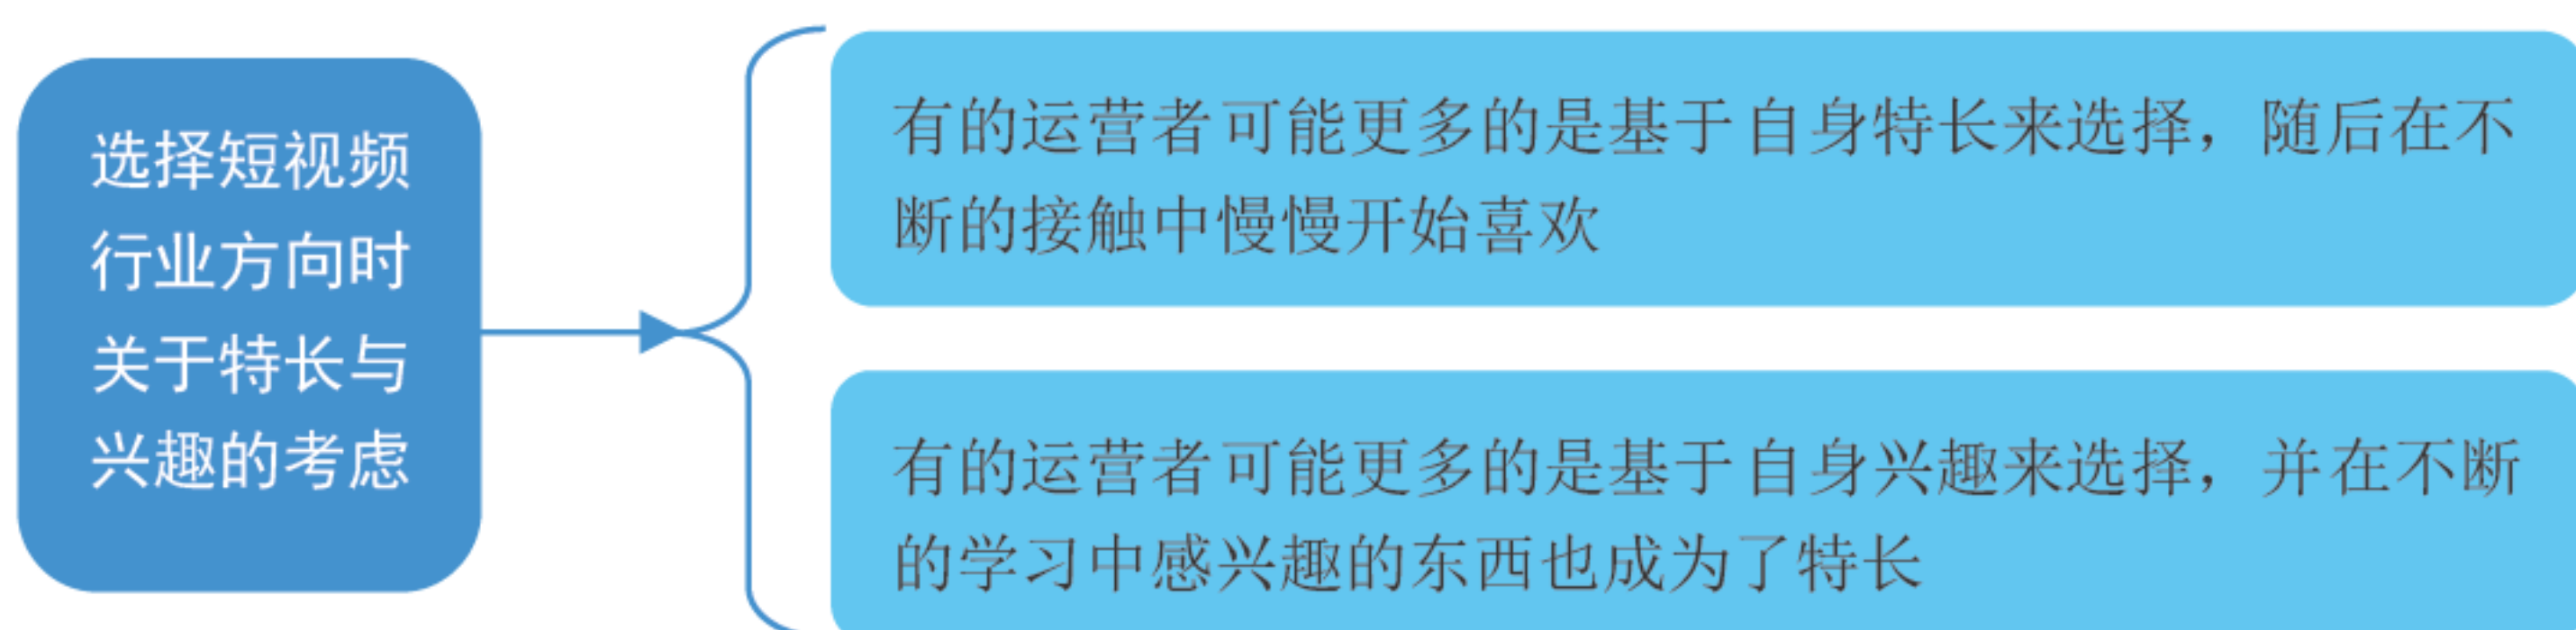 选择短视频
行业方向时
关于特长与
兴趣的考虑
有的运营者可能更多的是基于自身特长来选择，随后在不
断的接触中慢慢开始喜欢
有的运营者可能更多的是基于自身兴趣来选择，并在不断
的学习中感兴趣的东西也成为了特长